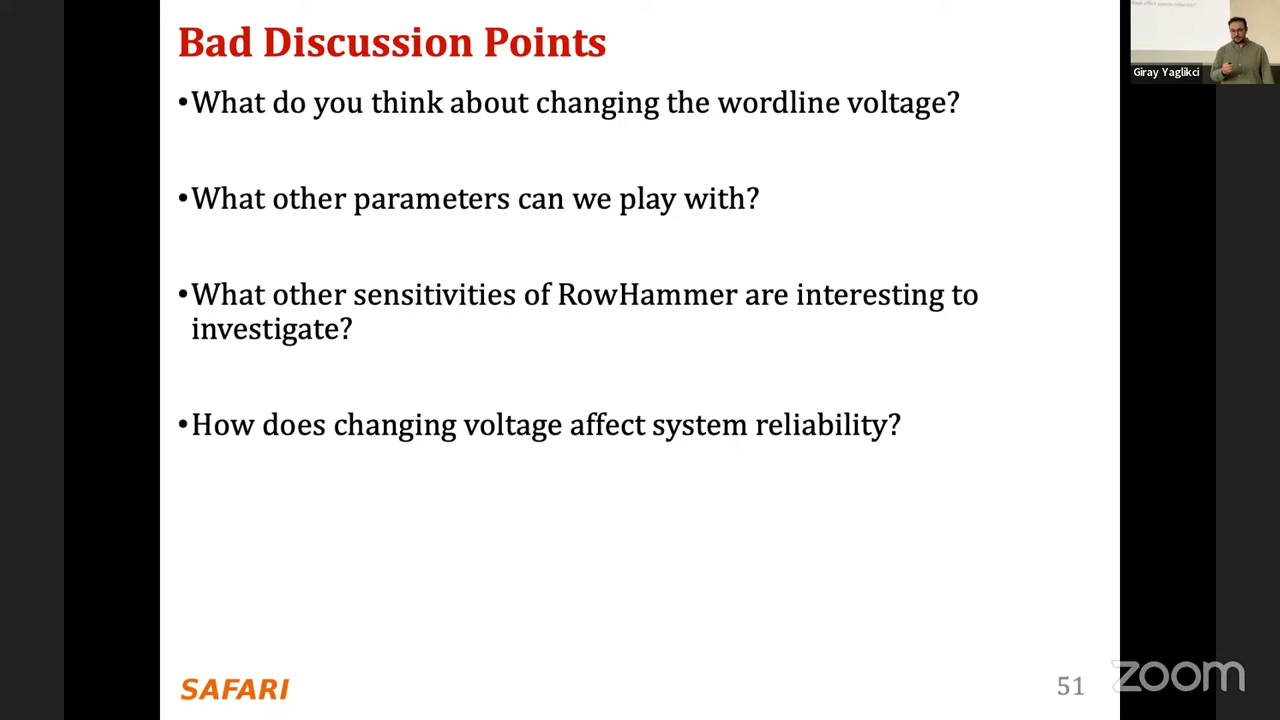 Bad Discussion Points
•What do you think about changing the wordline voltage?
•What other parameters can we play with?
•What other sensitivities of RowHammer are interesting to
investigate?
•How does changing voltage affect system reliability?
SAFARI
51
zoom
Giray Yaglikci